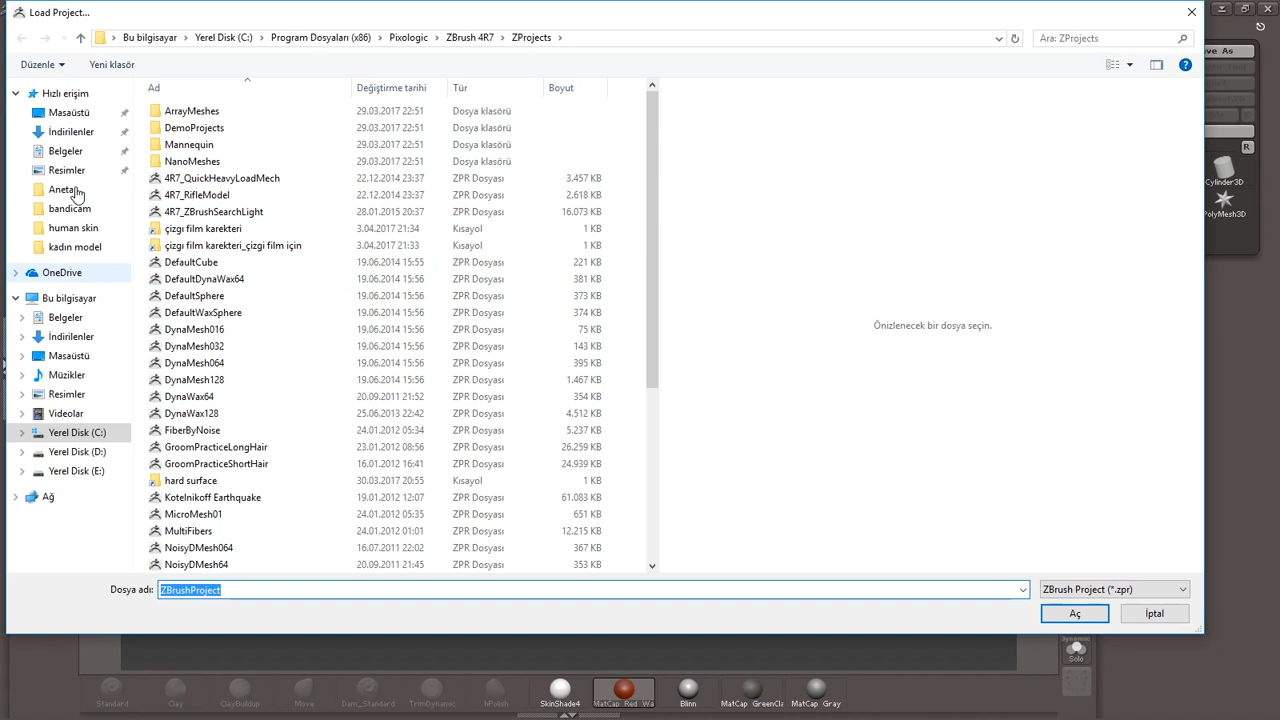 Load Project...
Bu bilgisayar > Yerel Disk (C:) > Program Dosyaları (x86) > Pixologic > ZBrush 4R7 > ZProjects >
Ara: ZProjects
Düzenle
Yeni klasör
Hızlı erişim
Masaüstü
İndirilenler
Belgeler
Resimler
bandicam
human skin
kadın model
OneDrive
Bu bilgisayar
Belgeler
İndirilenler
Masaüstü
Müzikler
Resimler
Videolar
Yerel Disk (C:)
Yerel Disk (D:)
Yerel Disk (E:)
Ağ
Ad Değiştirme tarihi Tür Boyut
ArrayMeshes 29.03.2017 22:51 Dosya klasörü
DemoProjects 29.03.2017 22:51 Dosya klasörü
Mannequin 29.03.2017 22:51 Dosya klasörü
NanoMeshes 29.03.2017 22:51 Dosya klasörü
4R7_QuickHeavyLoadMech 22.12.2014 23:37 ZPR Dosyası 3.457 KB
4R7_RifleModel 22.12.2014 23:37 ZPR Dosyası 2.618 KB
4R7_ZBrushSearchLight 28.01.2015 20:37 ZPR Dosyası 16.073 KB
çizgı film karekteri 3.04.2017 21:34 Kısayol 1 KB
çizgı film karekteri_çizgi film için 3.04.2017 21:33 Kısayol 1 KB
DefaultCube 19.06.2014 15:55 ZPR Dosyası 221 KB
DefaultDynaWax64 19.06.2014 15:56 ZPR Dosyası 381 KB
DefaultSphere 19.06.2014 15:56 ZPR Dosyası 373 KB
DefaultWaxSphere 19.06.2014 15:56 ZPR Dosyası 374 KB
DynaMesh016 19.06.2014 15:56 ZPR Dosyası 75 KB
DynaMesh032 19.06.2014 15:56 ZPR Dosyası 143 KB
DynaMesh064 19.06.2014 15:56 ZPR Dosyası 395 KB
DynaMesh128 19.06.2014 15:56 ZPR Dosyası 1.467 KB
DynaWax64 20.09.2011 21:52 ZPR Dosyası 354 KB
DynaWax128 25.06.2013 22:42 ZPR Dosyası 4.512 KB
FiberByNoise 24.01.2012 05:34 ZPR Dosyası 5.237 KB
GroomPracticeLongHair 23.01.2012 08:56 ZPR Dosyası 26.259 KB
GroomPracticeShortHair 16.01.2012 16:41 ZPR Dosyası 24.939 KB
hard surface 30.03.2017 20:55 Kısayol 1 KB
Kotelnikoff Earthquake 19.01.2012 12:07 ZPR Dosyası 61.083 KB
MicroMesh01 24.01.2012 05:35 ZPR Dosyası 651 KB
MultiFibers 24.01.2012 01:01 ZPR Dosyası 12.215 KB
NoisyDMesh064 16.07.2011 22:02 ZPR Dosyası 367 KB
NoisyDMesh64 20.09.2011 21:45 ZPR Dosyası 353 KB
Önizlenecek bir dosya seçin.
Dosya adı: ZBrushProject
ZBrush Project (*.zpr)
Aç
İptal
R
Cylinder3D
PolyMesh3D
Dynamic
Solo
Standard Clay ClayBuildup Move Dam_Standard TrimDynamic hPolish SkinShade4 MatCap_Red_Wa Blinn MatCap_GreenCla MatCap_Gray